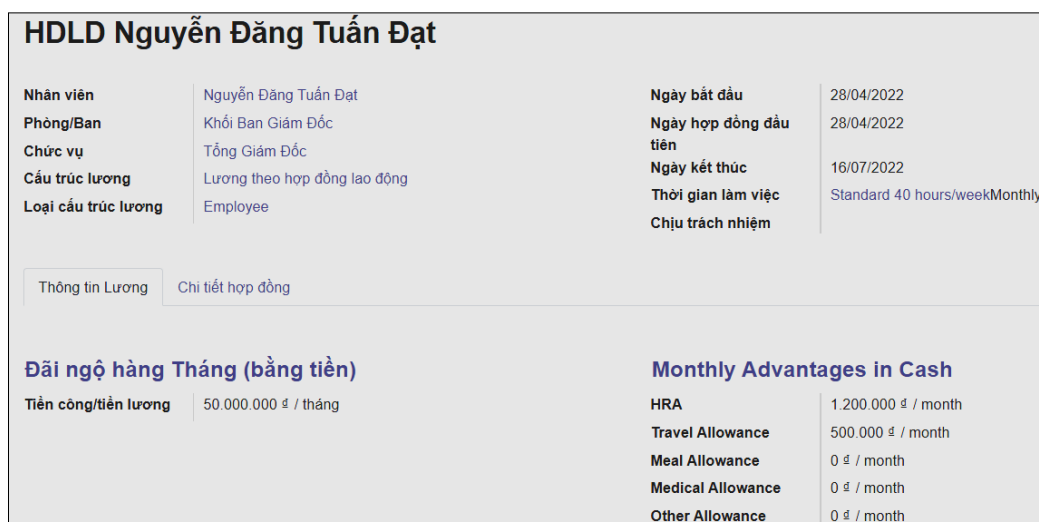 HDLD Nguyễn Đăng Tuấn Đạt
Nhân viên Nguyễn Đăng Tuấn Đạt
Phòng/Ban Khối Ban Giám Đốc
Chức vụ Tổng Giám Đốc
Cấu trúc lương Lương theo hợp đồng lao động
Loại cấu trúc lương Employee
Ngày bắt đầu 28/04/2022
Ngày hợp đồng đầu 28/04/2022
tiên
Ngày kết thúc 16/07/2022
Thời gian làm việc Standard 40 hours/weekMonthly
Chịu trách nhiệm
Thông tin Lương Chi tiết hợp đồng
Đãi ngộ hàng Tháng (bằng tiền)
Tiền công/tiền lương 50.000.000 ₫ / tháng
Monthly Advantages in Cash
HRA 1.200.000 ₫ / month
Travel Allowance 500.000 ₫ / month
Meal Allowance 0 ₫ / month
Medical Allowance 0 ₫ / month
Other Allowance 0 ₫ / month